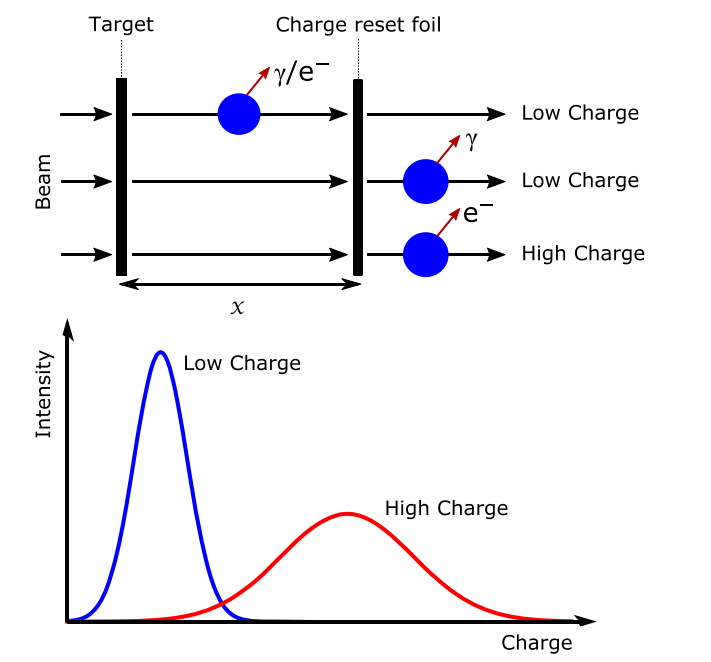 Target
Charge reset foil
γ/e⁻
Low Charge
γ
Low Charge
Beam
e⁻
High Charge
x
Intensity
Low Charge
High Charge
Charge